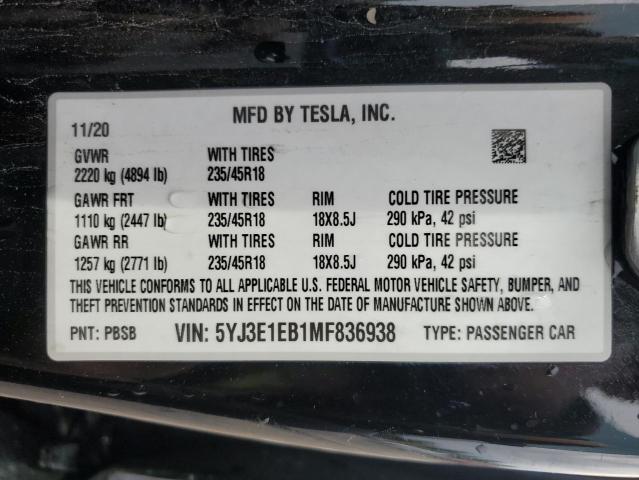 MFD BY TESLA, INC.
11/20
GVWR WITH TIRES
2220 kg (4894 lb) 235/45R18
GAWR FRT WITH TIRES RIM COLD TIRE PRESSURE
1110 kg (2447 lb) 235/45R18 18X8.5J 290 kPa, 42 psi
GAWR RR WITH TIRES RIM COLD TIRE PRESSURE
1257 kg (2771 lb) 235/45R18 18X8.5J 290 kPa, 42 psi
THIS VEHICLE CONFORMS TO ALL APPLICABLE U.S. FEDERAL MOTOR VEHICLE SAFETY, BUMPER, AND
THEFT PREVENTION STANDARDS IN EFFECT ON THE DATE OF MANUFACTURE SHOWN ABOVE.
PNT: PBSB VIN: 5YJ3E1EB1MF836938 TYPE: PASSENGER CAR